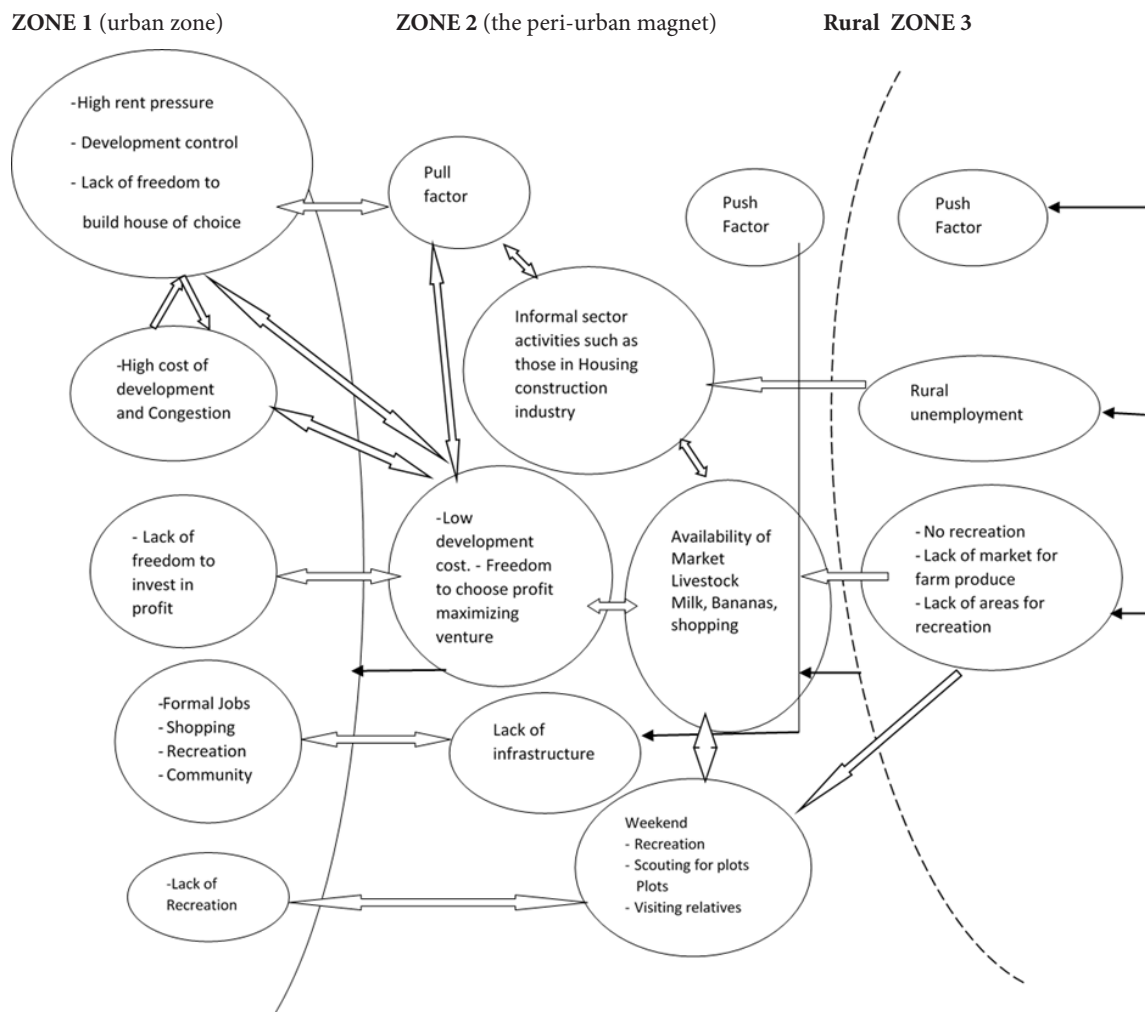 ZONE 1 (urban zone)
ZONE 2 (the peri-urban magnet)
Rural ZONE 3
-High rent pressure
- Development control
- Lack of freedom to
build house of choice
Pull
factor
Push
Factor
Push
Factor
Informal sector
activities such as
those in Housing
construction
industry
-High cost of
development
and Congestion
Rural
unemployment
- Lack of
freedom to
invest in
profit
-Low
development
cost. - Freedom
to choose profit
maximizing
venture
Availability of
Market
Livestock
Milk, Bananas,
shopping
- No recreation
- Lack of market for
farm produce
- Lack of areas for
recreation
-Formal Jobs
- Shopping
- Recreation
- Community
Lack of
infrastructure
Weekend
- Recreation
- Scouting for plots
Plots
- Visiting relatives
-Lack of
Recreation